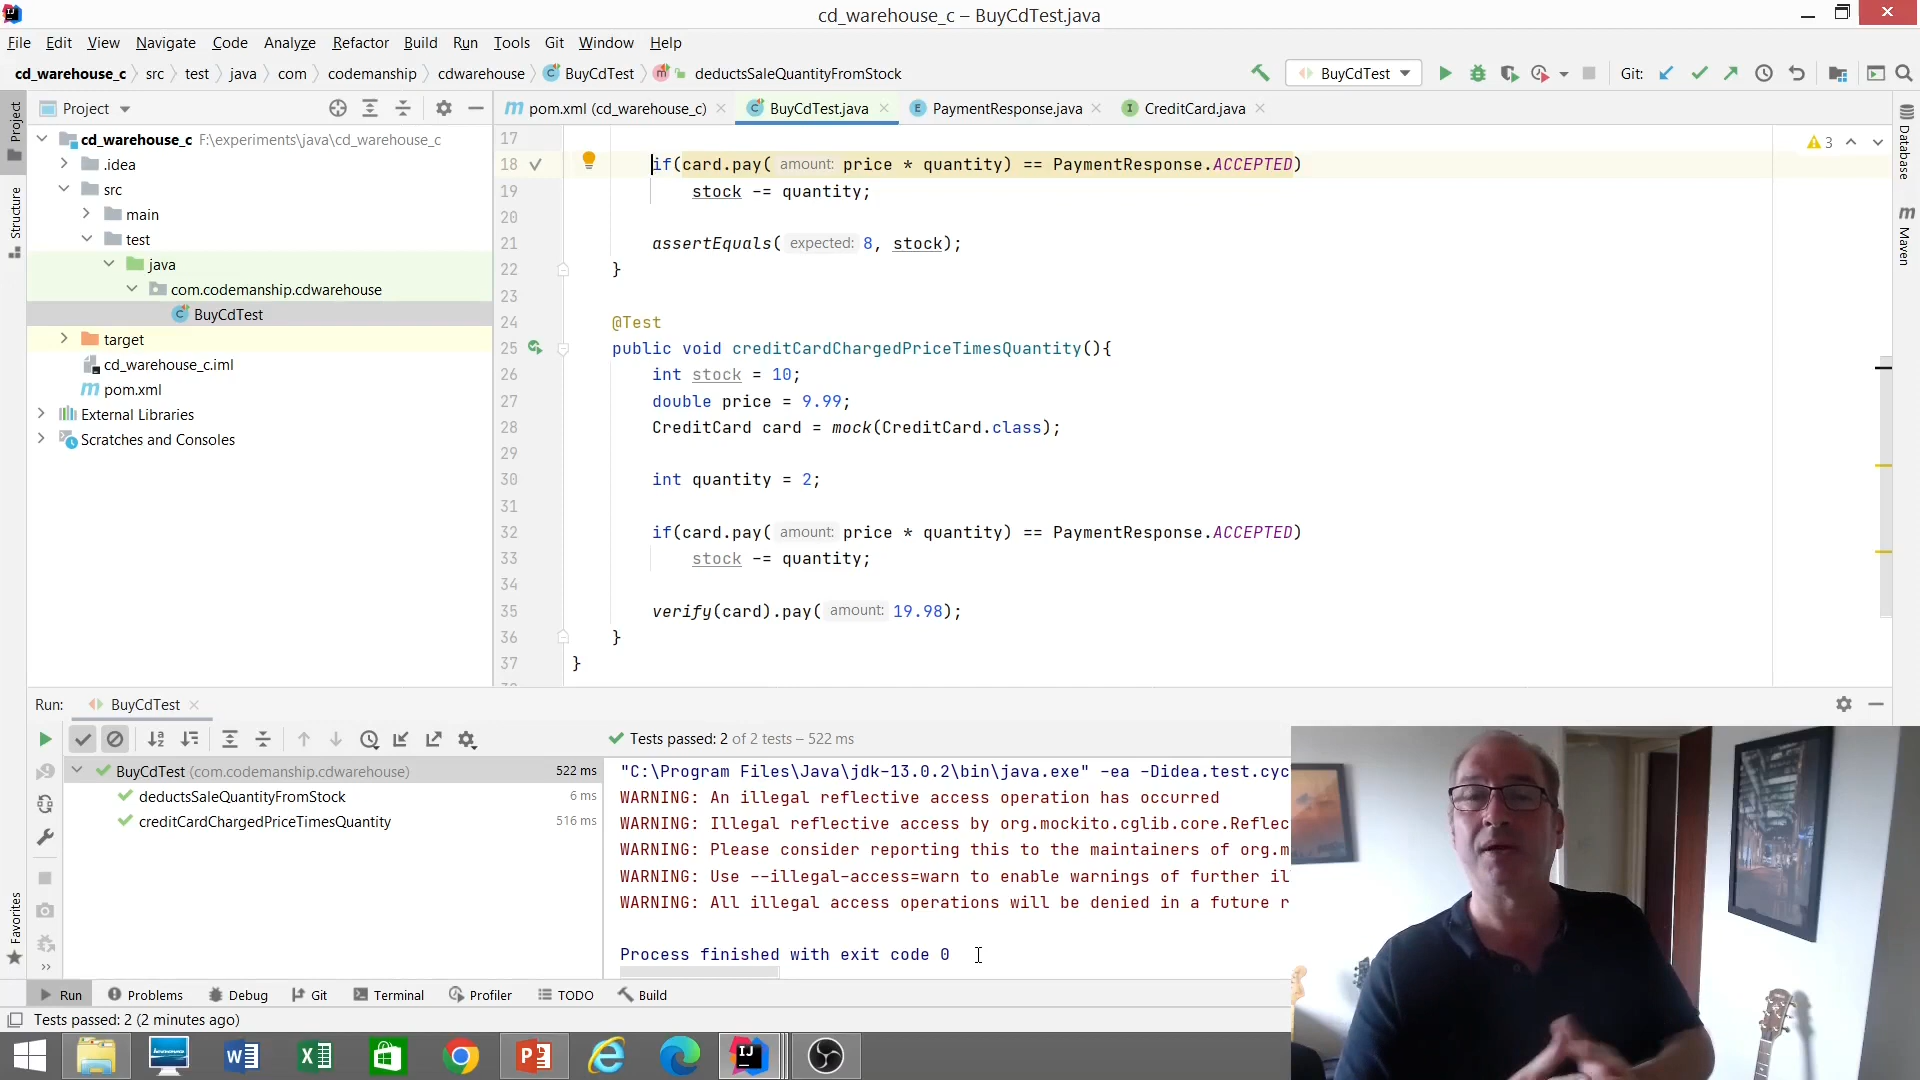 cd_warehouse_c – BuyCdTest.java
File Edit View Navigate Code Analyze Refactor Build Run Tools Git Window Help
cd_warehouse_c src test java com codemanship cdwarehouse BuyCdTest deductsSaleQuantityFromStock
BuyCdTest
Git:
Project
pom.xml (cd_warehouse_c)
BuyCdTest.java
PaymentResponse.java
CreditCard.java
Project
Structure
Favorites
Database
Maven
cd_warehouse_c F:\experiments\java\cd_warehouse_c
.idea
src
main
test
java
com.codemanship.cdwarehouse
BuyCdTest
target
cd_warehouse_c.iml
pom.xml
External Libraries
Scratches and Consoles
3
17
18 if(card.pay( amount: price * quantity) == PaymentResponse.ACCEPTED)
19 stock -= quantity;
20
21 assertEquals( expected: 8, stock);
22 }
23
24 @Test
25 public void creditCardChargedPriceTimesQuantity(){
26 int stock = 10;
27 double price = 9.99;
28 CreditCard card = mock(CreditCard.class);
29
30 int quantity = 2;
31
32 if(card.pay( amount: price * quantity) == PaymentResponse.ACCEPTED)
33 stock -= quantity;
34
35 verify(card).pay( amount: 19.98);
36 }
37 }
Run: BuyCdTest
Tests passed: 2 of 2 tests – 522 ms
BuyCdTest (com.codemanship.cdwarehouse) 522 ms
deductsSaleQuantityFromStock 6 ms
creditCardChargedPriceTimesQuantity 516 ms
"C:\Program Files\Java\jdk-13.0.2\bin\java.exe" -ea -Didea.test.cyc
WARNING: An illegal reflective access operation has occurred
WARNING: Illegal reflective access by org.mockito.cglib.core.Reflec
WARNING: Please consider reporting this to the maintainers of org.m
WARNING: Use --illegal-access=warn to enable warnings of further il
WARNING: All illegal access operations will be denied in a future r
Process finished with exit code 0
Run Problems Debug Git Terminal Profiler TODO Build
Tests passed: 2 (2 minutes ago)